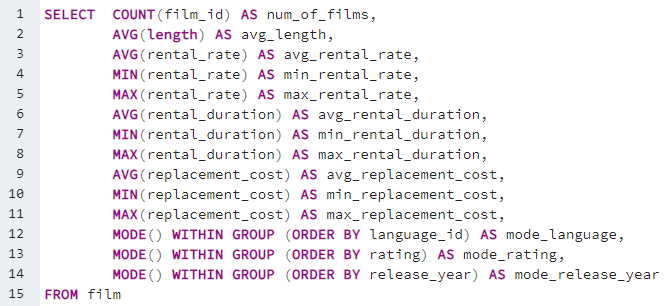 1 SELECT COUNT(film_id) AS num_of_films,
2 AVG(length) AS avg_length,
3 AVG(rental_rate) AS avg_rental_rate,
4 MIN(rental_rate) AS min_rental_rate,
5 MAX(rental_rate) AS max_rental_rate,
6 AVG(rental_duration) AS avg_rental_duration,
7 MIN(rental_duration) AS min_rental_duration,
8 MAX(rental_duration) AS max_rental_duration,
9 AVG(replacement_cost) AS avg_replacement_cost,
10 MIN(replacement_cost) AS min_replacement_cost,
11 MAX(replacement_cost) AS max_replacement_cost,
12 MODE() WITHIN GROUP (ORDER BY language_id) AS mode_language,
13 MODE() WITHIN GROUP (ORDER BY rating) AS mode_rating,
14 MODE() WITHIN GROUP (ORDER BY release_year) AS mode_release_year
15 FROM film